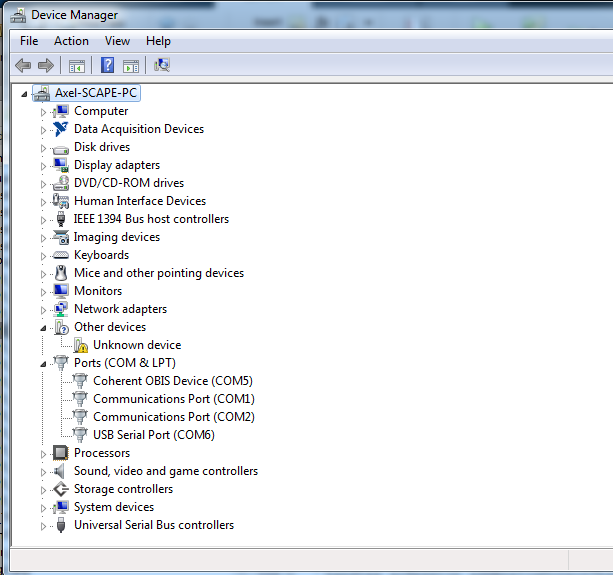 Device Manager
File Action View Help
Axel-SCAPE-PC
Computer
Data Acquisition Devices
Disk drives
Display adapters
DVD/CD-ROM drives
Human Interface Devices
IEEE 1394 Bus host controllers
Imaging devices
Keyboards
Mice and other pointing devices
Monitors
Network adapters
Other devices
Unknown device
Ports (COM & LPT)
Coherent OBIS Device (COM5)
Communications Port (COM1)
Communications Port (COM2)
USB Serial Port (COM6)
Processors
Sound, video and game controllers
Storage controllers
System devices
Universal Serial Bus controllers